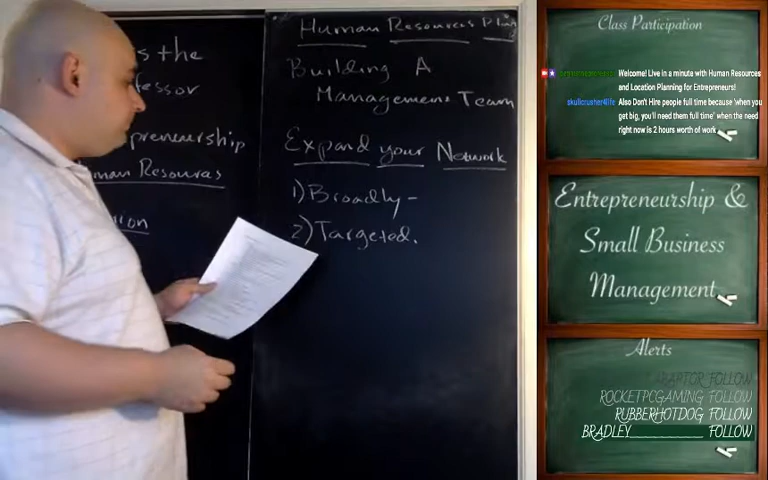 s the
fessor
preneurship
man Resources
ion
Human Resources Plng
Building A
Management Team
Expand your Network
1) Broadly -
2) Targeted.
Class Participation
Welcome! Live in a minute with Human Resources
and Location Planning for Entrepreneurs!
skullcrusher4life Also Don't Hire people full time because 'when you
get big, you'll need them full time' when the need
right now is 2 hours worth of work
Entrepreneurship &
Small Business
Management
Alerts
RAPTOR FOLLOW
ROCKETPCGAMING FOLLOW
RUBBERHOTDOG FOLLOW
BRADLEY FOLLOW